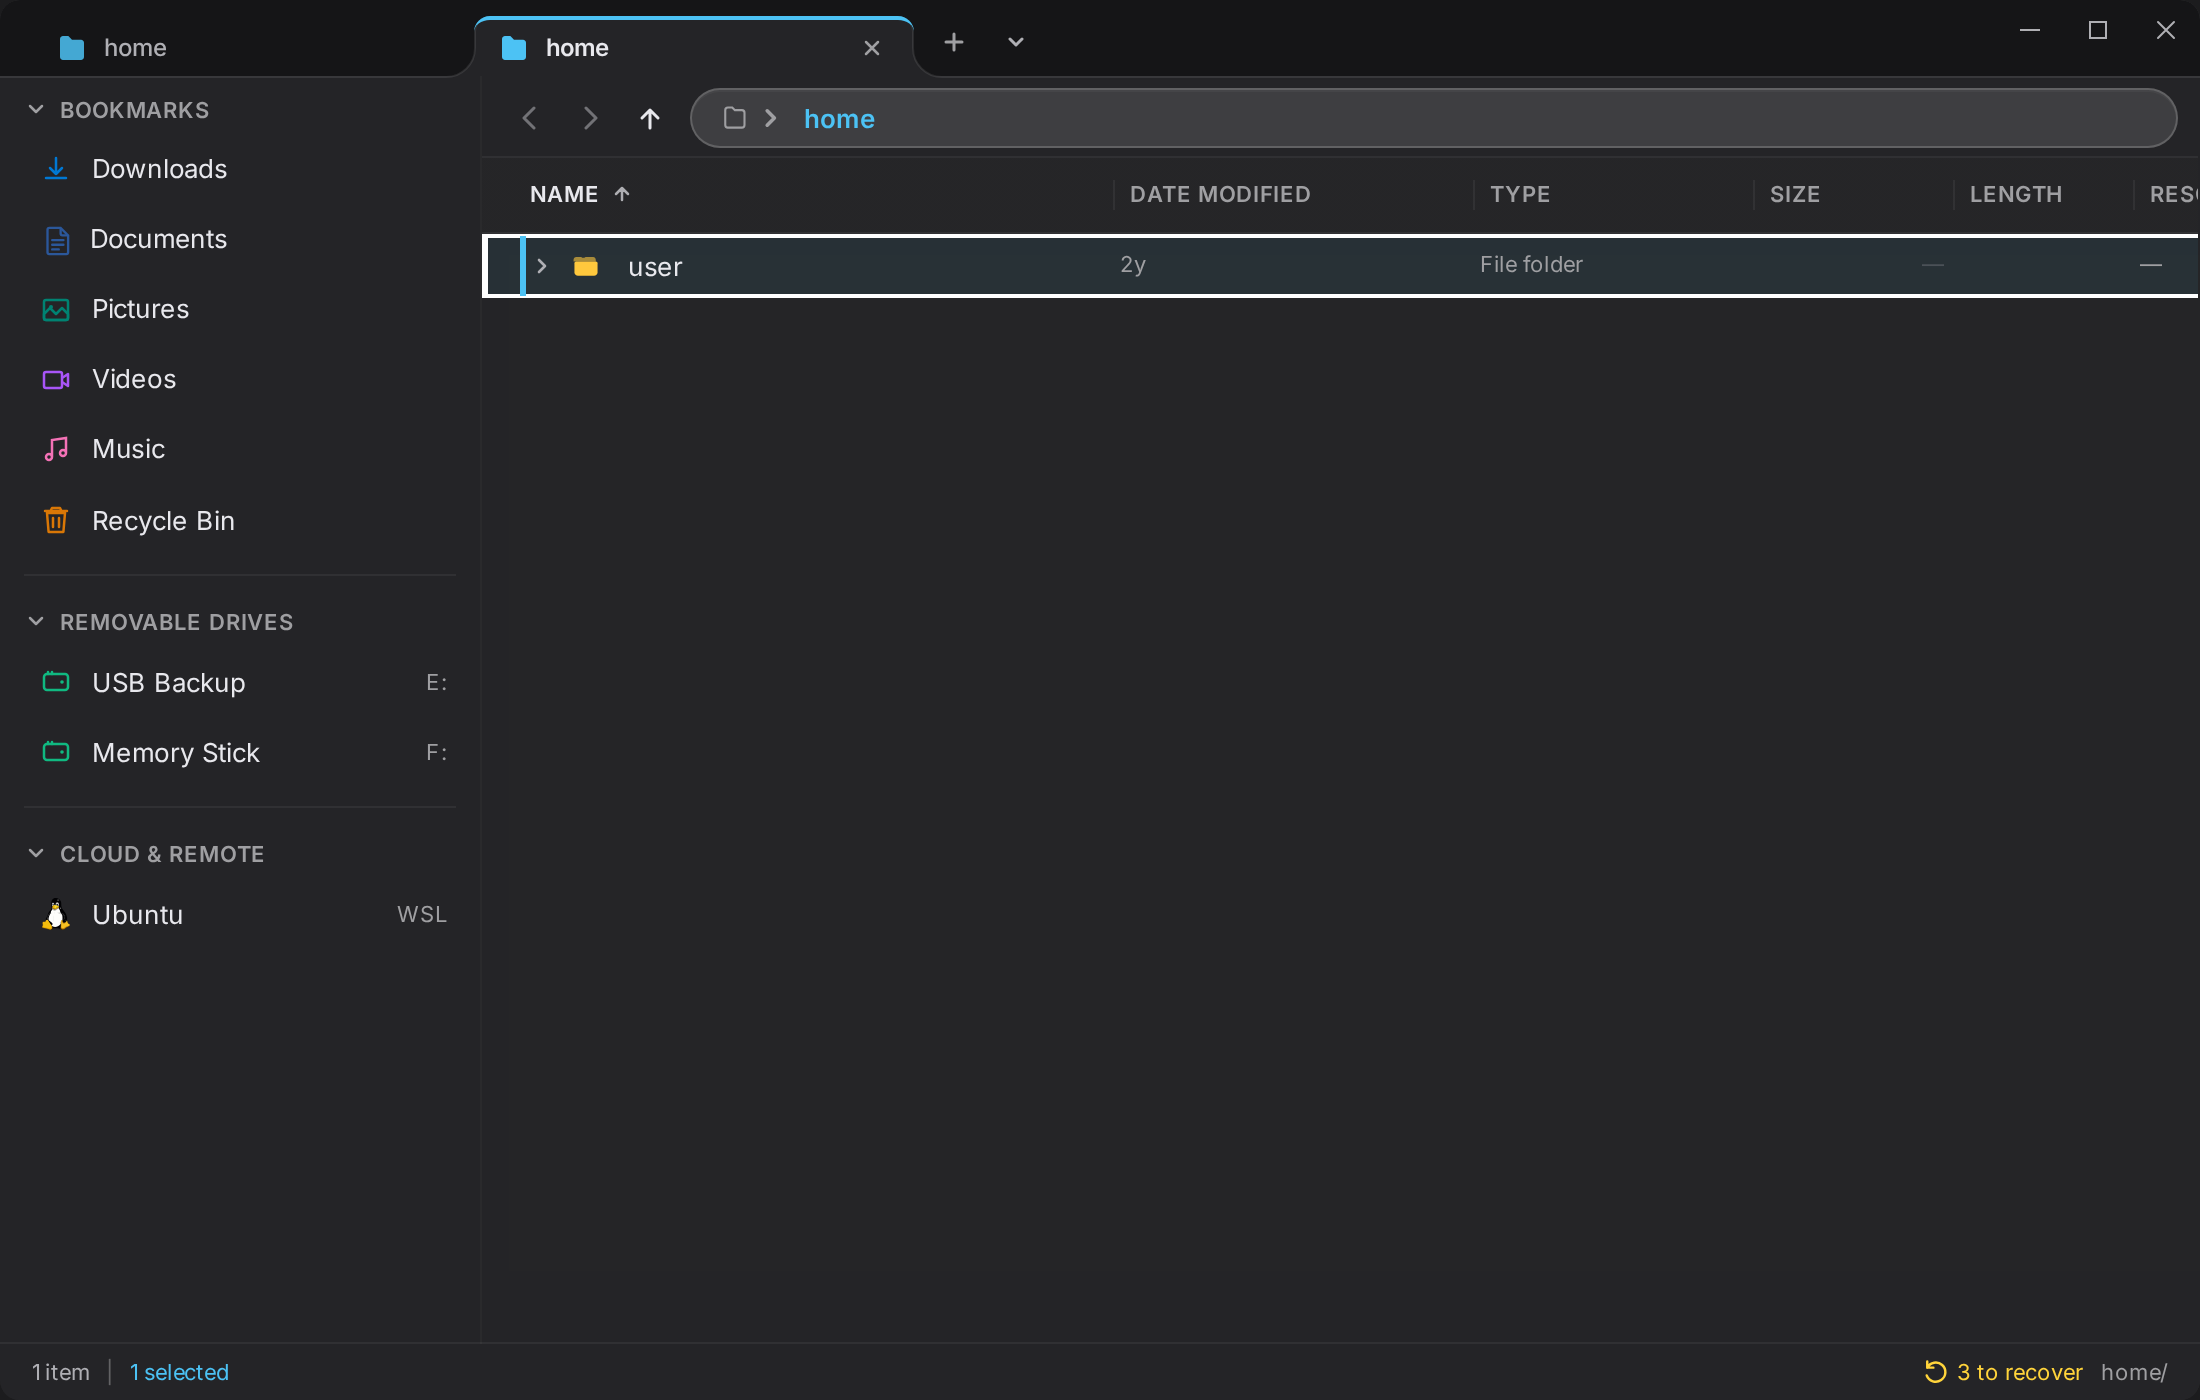 home
home
BOOKMARKS
Downloads
Documents
Pictures
Videos
Music
Recycle Bin
REMOVABLE DRIVES
USB Backup E:
Memory Stick F:
CLOUD & REMOTE
Ubuntu WSL
home
NAME DATE MODIFIED TYPE SIZE LENGTH
user 2y File folder — —
1 item 1 selected
3 to recover home/